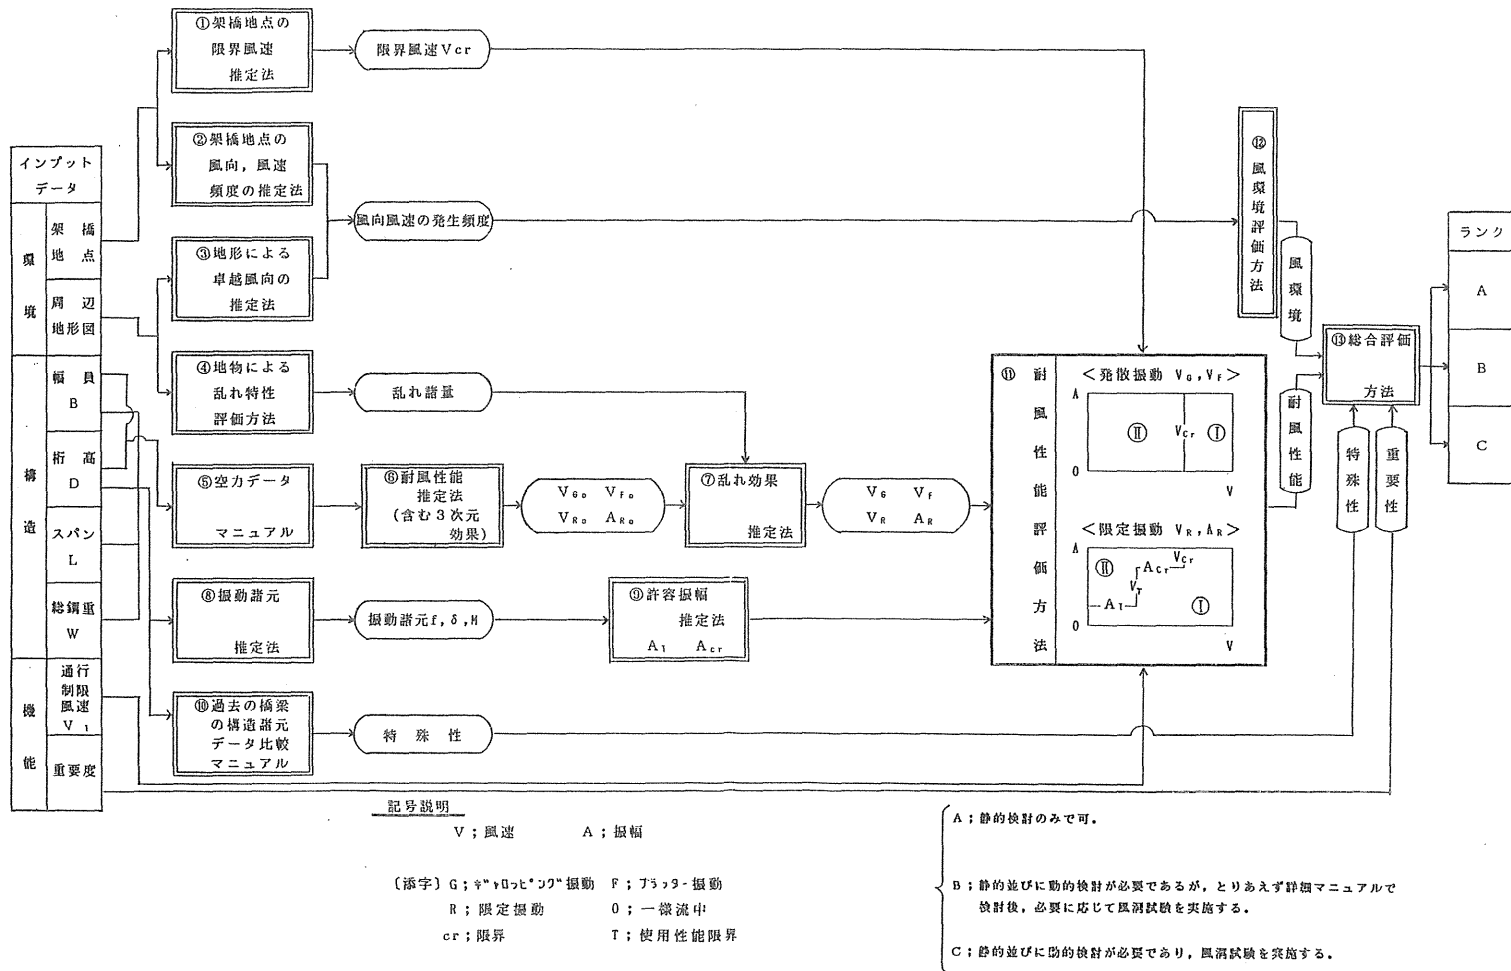 ①架橋地点の
限界風速
推定法
限界風速Vcr
②架橋地点の
風向，風速
頻度の推定法
風向風速の発生頻度
③地形による
卓越風向の
推定法
④地物による
乱れ特性
評価方法
乱れ諸量
インプット
データ
環境
架橋
地点
周辺
地形図
構造
幅員
B
桁高
D
スパン
L
総鋼重
W
機能
通行
制限
風速
V₁
重要度
⑤空力データ
マニュアル
⑥耐風性能
推定法
(含む3次元
効果)
VGo Vfo
VRo ARo
⑦乱れ効果
推定法
VG Vf
VR AR
⑧振動諸元
推定法
振動諸元f,δ,M
⑨許容振幅
推定法
A₁ Acr
⑩過去の橋梁
の構造諸元
データ比較
マニュアル
特殊性
⑪耐風性能評価方法
＜発散振動 VG,Vf＞
A
Ⅱ
Vcr
Ⅰ
0
V
＜限定振動 VR,AR＞
A
Ⅱ
Vcr
Acr
VT
A₁
Ⅰ
0
V
⑫風環境評価方法
風環境
耐風性能
⑬総合評価
方法
特殊性
重要性
ランク
A
B
C
記号説明
V；風速 A；振幅
〔添字〕G；ギャロッピング振動 F；フラッター振動
R；限定振動 0；一様流中
cr；限界 T；使用性能限界
A；静的検討のみで可。
B；静的並びに動的検討が必要であるが，とりあえず詳細マニュアルで
検討後，必要に応じて風洞試験を実施する。
C；静的並びに動的検討が必要であり，風洞試験を実施する。